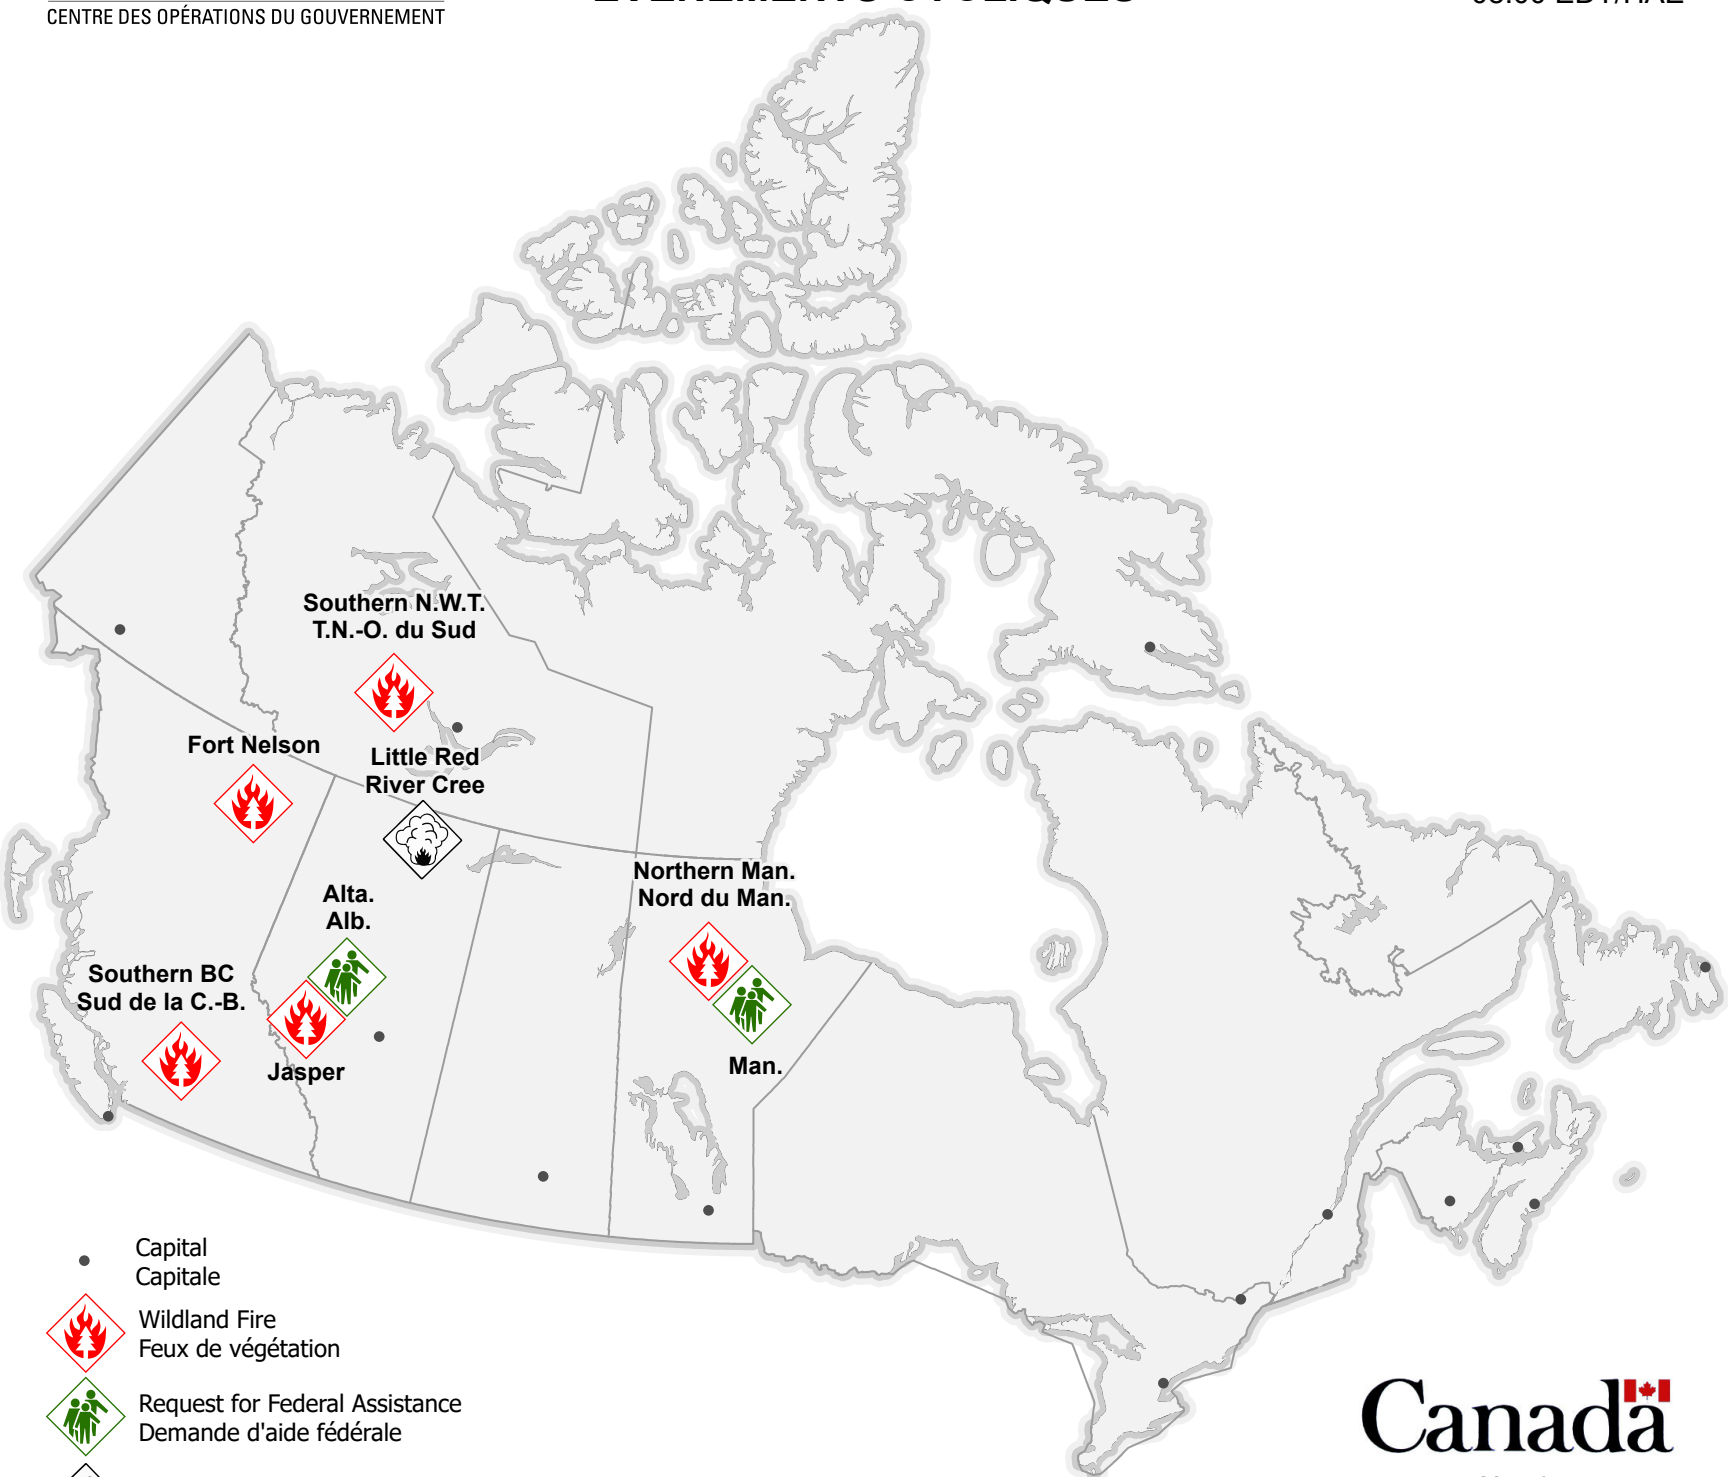 CENTRE DES OPÉRATIONS DU GOUVERNEMENT
Southern N.W.T.
T.N.-O. du Sud
Fort Nelson
Little Red
River Cree
Northern Man.
Nord du Man.
Alta.
Alb.
Southern BC
Sud de la C.-B.
Jasper
Man.
Capital
Capitale
Wildland Fire
Feux de végétation
Request for Federal Assistance
Demande d'aide fédérale
Canada